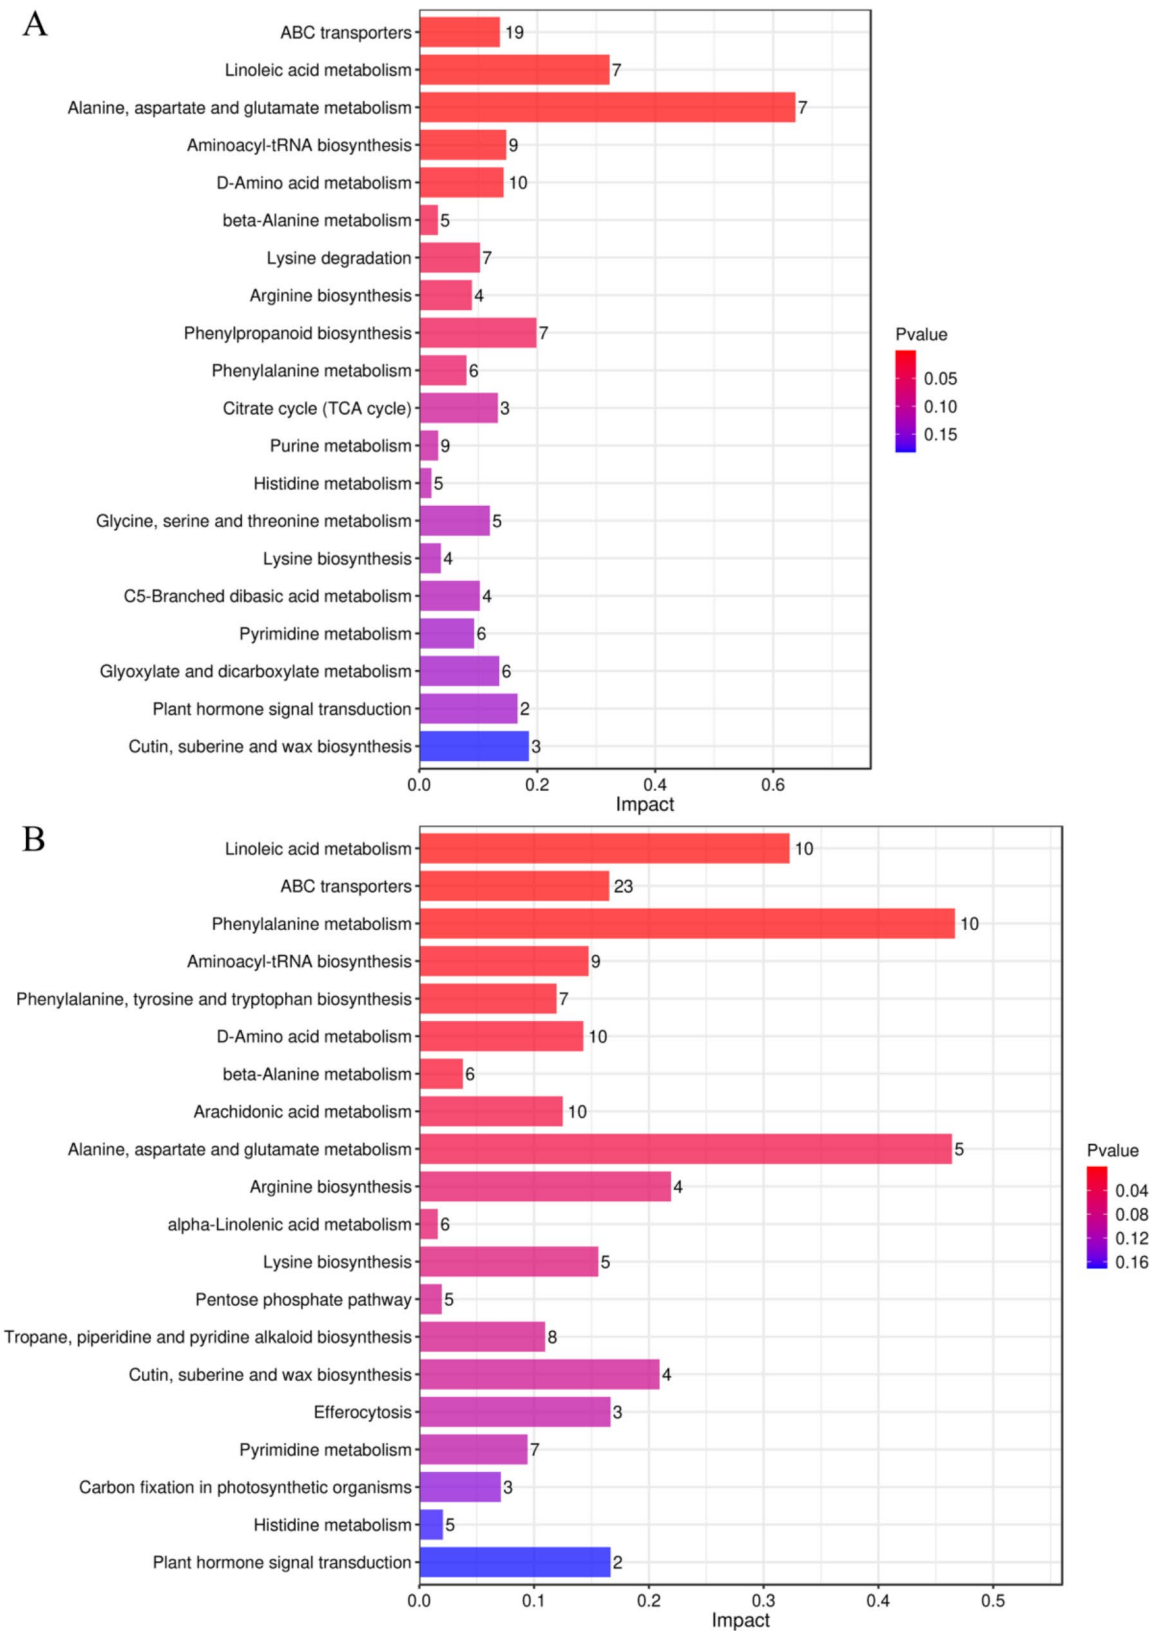 A
ABC transporters 19
Linoleic acid metabolism 7
Alanine, aspartate and glutamate metabolism 7
Aminoacyl-tRNA biosynthesis 9
D-Amino acid metabolism 10
beta-Alanine metabolism 5
Lysine degradation 7
Arginine biosynthesis 4
Phenylpropanoid biosynthesis 7
Phenylalanine metabolism 6
Citrate cycle (TCA cycle) 3
Purine metabolism 9
Histidine metabolism 5
Glycine, serine and threonine metabolism 5
Lysine biosynthesis 4
C5-Branched dibasic acid metabolism 4
Pyrimidine metabolism 6
Glyoxylate and dicarboxylate metabolism 6
Plant hormone signal transduction 2
Cutin, suberine and wax biosynthesis 3
0.0 0.2 0.4 0.6
Impact
Pvalue
0.05
0.10
0.15
B
Linoleic acid metabolism 10
ABC transporters 23
Phenylalanine metabolism 10
Aminoacyl-tRNA biosynthesis 9
Phenylalanine, tyrosine and tryptophan biosynthesis 7
D-Amino acid metabolism 10
beta-Alanine metabolism 6
Arachidonic acid metabolism 10
Alanine, aspartate and glutamate metabolism 5
Arginine biosynthesis 4
alpha-Linolenic acid metabolism 6
Lysine biosynthesis 5
Pentose phosphate pathway 5
Tropane, piperidine and pyridine alkaloid biosynthesis 8
Cutin, suberine and wax biosynthesis 4
Efferocytosis 3
Pyrimidine metabolism 7
Carbon fixation in photosynthetic organisms 3
Histidine metabolism 5
Plant hormone signal transduction 2
0.0 0.1 0.2 0.3 0.4 0.5
Impact
Pvalue
0.04
0.08
0.12
0.16